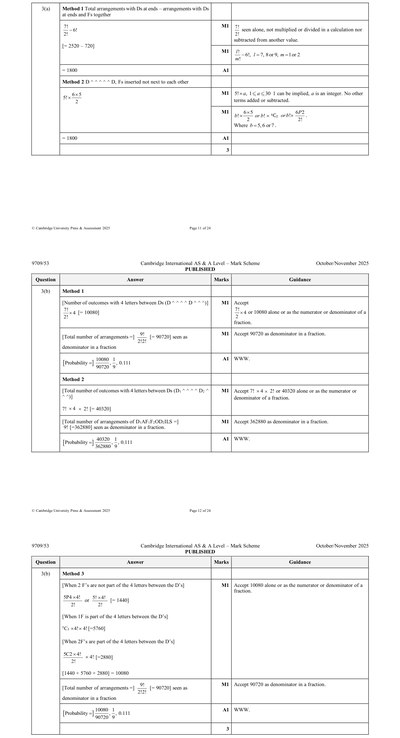 3(a)
Method 1 Total arrangements with Ds at ends – arrangements with Ds at ends and Fs together
7!/2! − 6!
[= 2520 – 720]
M1
7!/2! seen alone, not multiplied or divided in a calculation nor subtracted from another value.
M1
l!/m! − 6!, l = 7, 8 or 9, m = 1 or 2
= 1800
A1
Method 2 D ^ ^ ^ ^ ^ D, Fs inserted not next to each other
5! × (6×5)/2
M1
5! × a, 1 ⩽ a ⩽ 30 1 can be implied, a is an integer. No other terms added or subtracted.
M1
b! × (6×5)/2 or b! × ⁶C₂ or b! × 6P2/2!.
Where b = 5, 6 or 7.
= 1800
A1
3
© Cambridge University Press & Assessment 2025
Page 11 of 24
9709/53
Cambridge International AS & A Level – Mark Scheme
October/November 2025
PUBLISHED
Question Answer Marks Guidance
3(b)
Method 1
[Number of outcomes with 4 letters between Ds (D ^ ^ ^ ^ D ^ ^ ^)]
7!/2! × 4 [= 10080]
M1
Accept
7!/2 × 4 or 10080 alone or as the numerator or denominator of a fraction.
[Total number of arrangements =] 9!/(2!2!) [= 90720] seen as denominator in a fraction
M1
Accept 90720 as denominator in a fraction.
[Probability =] 10080/90720, 1/9, 0.111
A1
WWW.
Method 2
[Total number of outcomes with 4 letters between Ds (D₁ ^ ^ ^ ^ D₂ ^ ^ ^)]
7! × 4 × 2! [= 40320]
M1
Accept 7! × 4 × 2! or 40320 alone or as the numerator or denominator of a fraction.
[Total number of arrangements of D₁AF₁F₂OD₂ILS =]
9! [=362880] seen as denominator in a fraction.
M1
Accept 362880 as denominator in a fraction.
[Probability =] 40320/362880, 1/9, 0.111
A1
WWW.
© Cambridge University Press & Assessment 2025
Page 12 of 24
9709/53
Cambridge International AS & A Level – Mark Scheme
October/November 2025
PUBLISHED
Question Answer Marks Guidance
3(b)
Method 3
[When 2 F's are not part of the 4 letters between the D's]
(5P4 × 4!)/2! or (5! × 4!)/2! [= 1440]
[When 1F is part of the 4 letters between the D's]
⁵C₃ × 4! × 4! [=5760]
[When 2F's are part of the 4 letters between the D's]
(5C2 × 4!)/2! × 4! [=2880]
[1440 + 5760 + 2880] = 10080
M1
Accept 10080 alone or as the numerator or denominator of a fraction.
[Total number of arrangements =] 9!/(2!2!) [= 90720] seen as denominator in a fraction
M1
Accept 90720 as denominator in a fraction.
[Probability =] 10080/90720, 1/9, 0.111
A1
WWW.
3